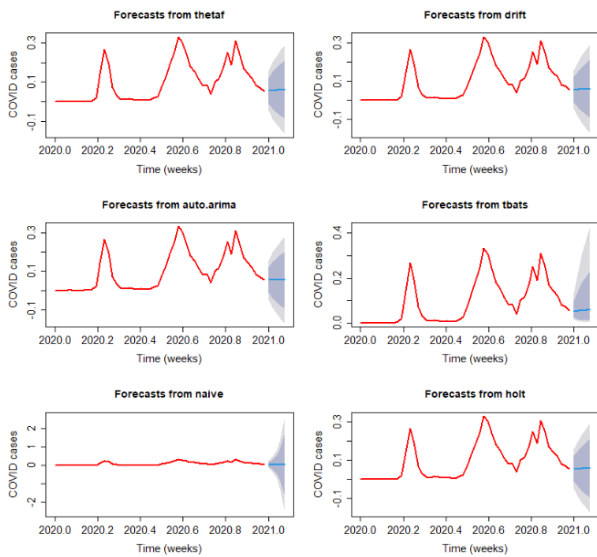 Forecasts from thetaf
COVID cases
0.3
0.1
-0.1
2020.0 2020.2 2020.4 2020.6 2020.8 2021.0
Time (weeks)
Forecasts from drift
COVID cases
0.3
0.1
-0.1
2020.0 2020.2 2020.4 2020.6 2020.8 2021.0
Time (weeks)
Forecasts from auto.arima
COVID cases
0.3
0.1
-0.1
2020.0 2020.2 2020.4 2020.6 2020.8 2021.0
Time (weeks)
Forecasts from tbats
COVID cases
0.4
0.2
0.0
2020.0 2020.2 2020.4 2020.6 2020.8 2021.0
Time (weeks)
Forecasts from naive
COVID cases
2
0
-2
2020.0 2020.2 2020.4 2020.6 2020.8 2021.0
Time (weeks)
Forecasts from holt
COVID cases
0.3
0.1
-0.1
2020.0 2020.2 2020.4 2020.6 2020.8 2021.0
Time (weeks)